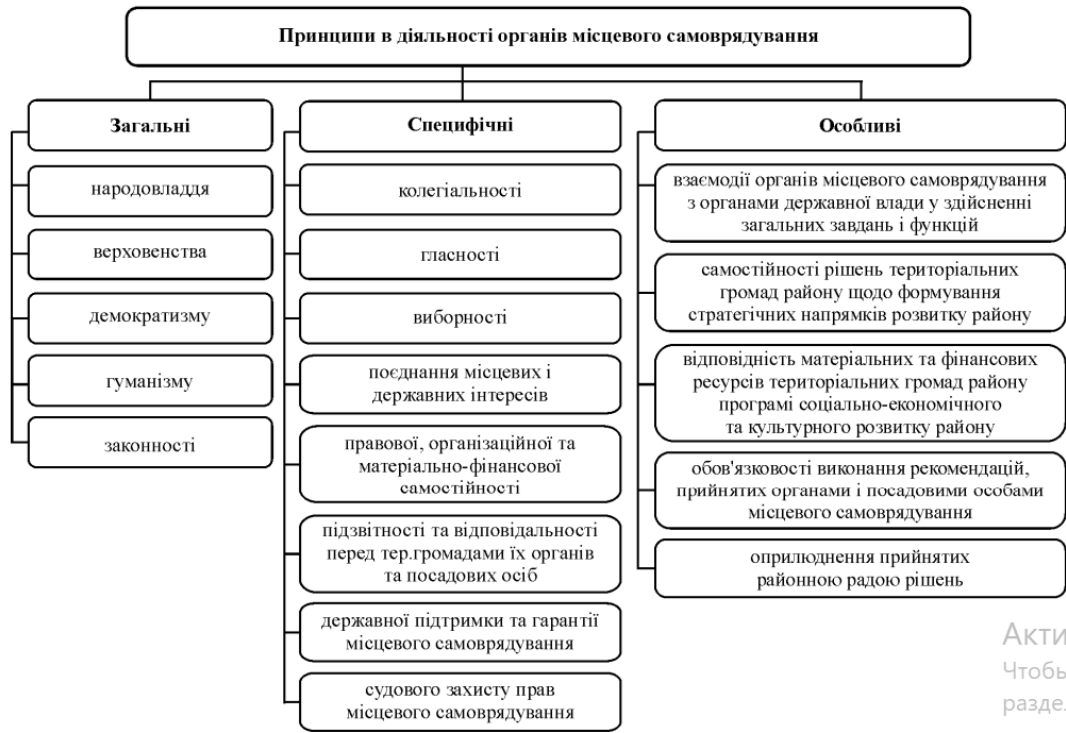 Принципи в діяльності органів місцевого самоврядування
Загальні
народовладдя
верховенства
демократизму
гуманізму
законності
Специфічні
колегіальності
гласності
виборності
поєднання місцевих і
державних інтересів
правової, організаційної та
матеріально-фінансової
самостійності
підзвітності та відповідальності
перед тер.громадами їх органів
та посадових осіб
державної підтримки та гарантії
місцевого самоврядування
судового захисту прав
місцевого самоврядування
Особливі
взаємодії органів місцевого самоврядування
з органами державної влади у здійсненні
загальних завдань і функцій
самостійності рішень територіальних
громад району щодо формування
стратегічних напрямків розвитку району
відповідність матеріальних та фінансових
ресурсів територіальних громад району
програмі соціально-економічного
та культурного розвитку району
обов'язковості виконання рекомендацій,
прийнятих органами і посадовими особами
місцевого самоврядування
оприлюднення прийнятих
районною радою рішень
Акти
Чтобы
раздел